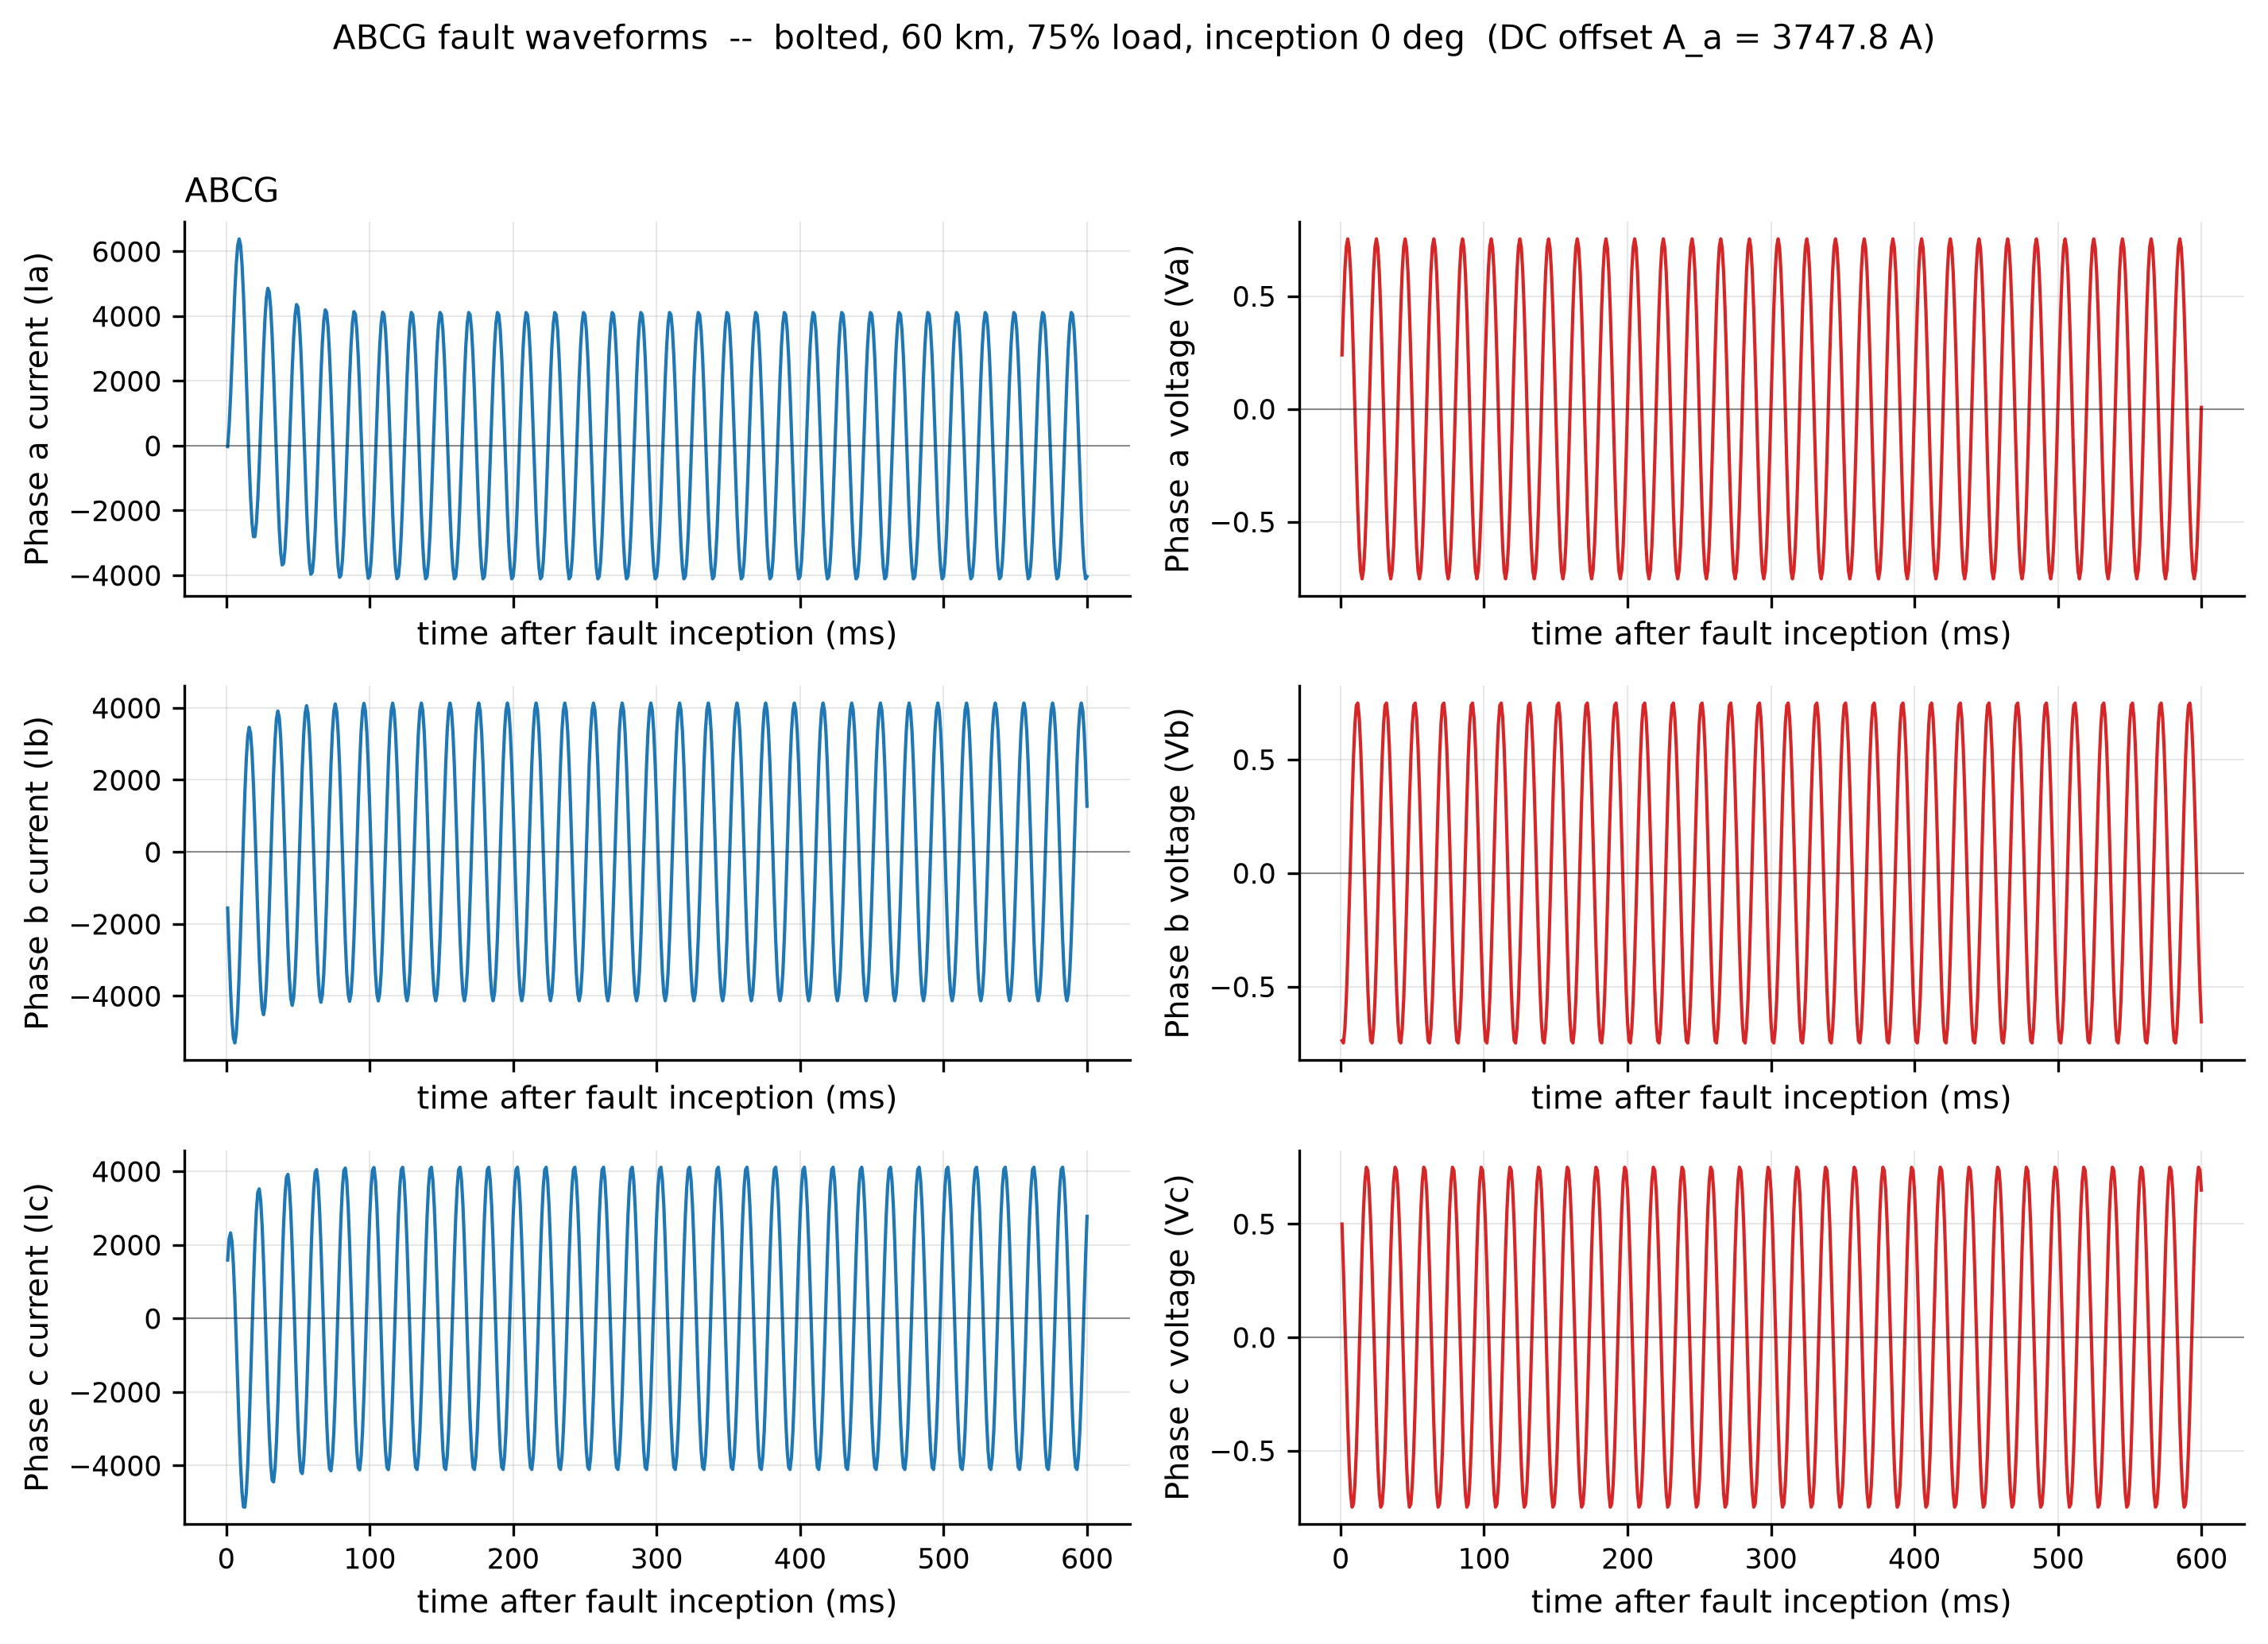 ABCG fault waveforms  --  bolted, 60 km, 75% load, inception 0 deg  (DC offset A_a = 3747.8 A)
ABCG
Phase a current (Ia)
6000
4000
2000
0
−2000
−4000
time after fault inception (ms)
Phase a voltage (Va)
0.5
0.0
−0.5
time after fault inception (ms)
Phase b current (Ib)
4000
2000
0
−2000
−4000
time after fault inception (ms)
Phase b voltage (Vb)
0.5
0.0
−0.5
time after fault inception (ms)
Phase c current (Ic)
4000
2000
0
−2000
−4000
0 100 200 300 400 500 600
time after fault inception (ms)
Phase c voltage (Vc)
0.5
0.0
−0.5
0 100 200 300 400 500 600
time after fault inception (ms)